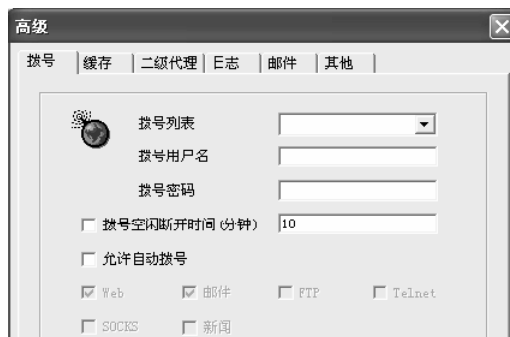 高级
拨号 缓存 二级代理 日志 邮件 其他
拨号列表
拨号用户名
拨号密码
拨号空闲断开时间(分钟) 10
允许自动拨号
Web 邮件 FTP Telnet
SOCKS 新闻